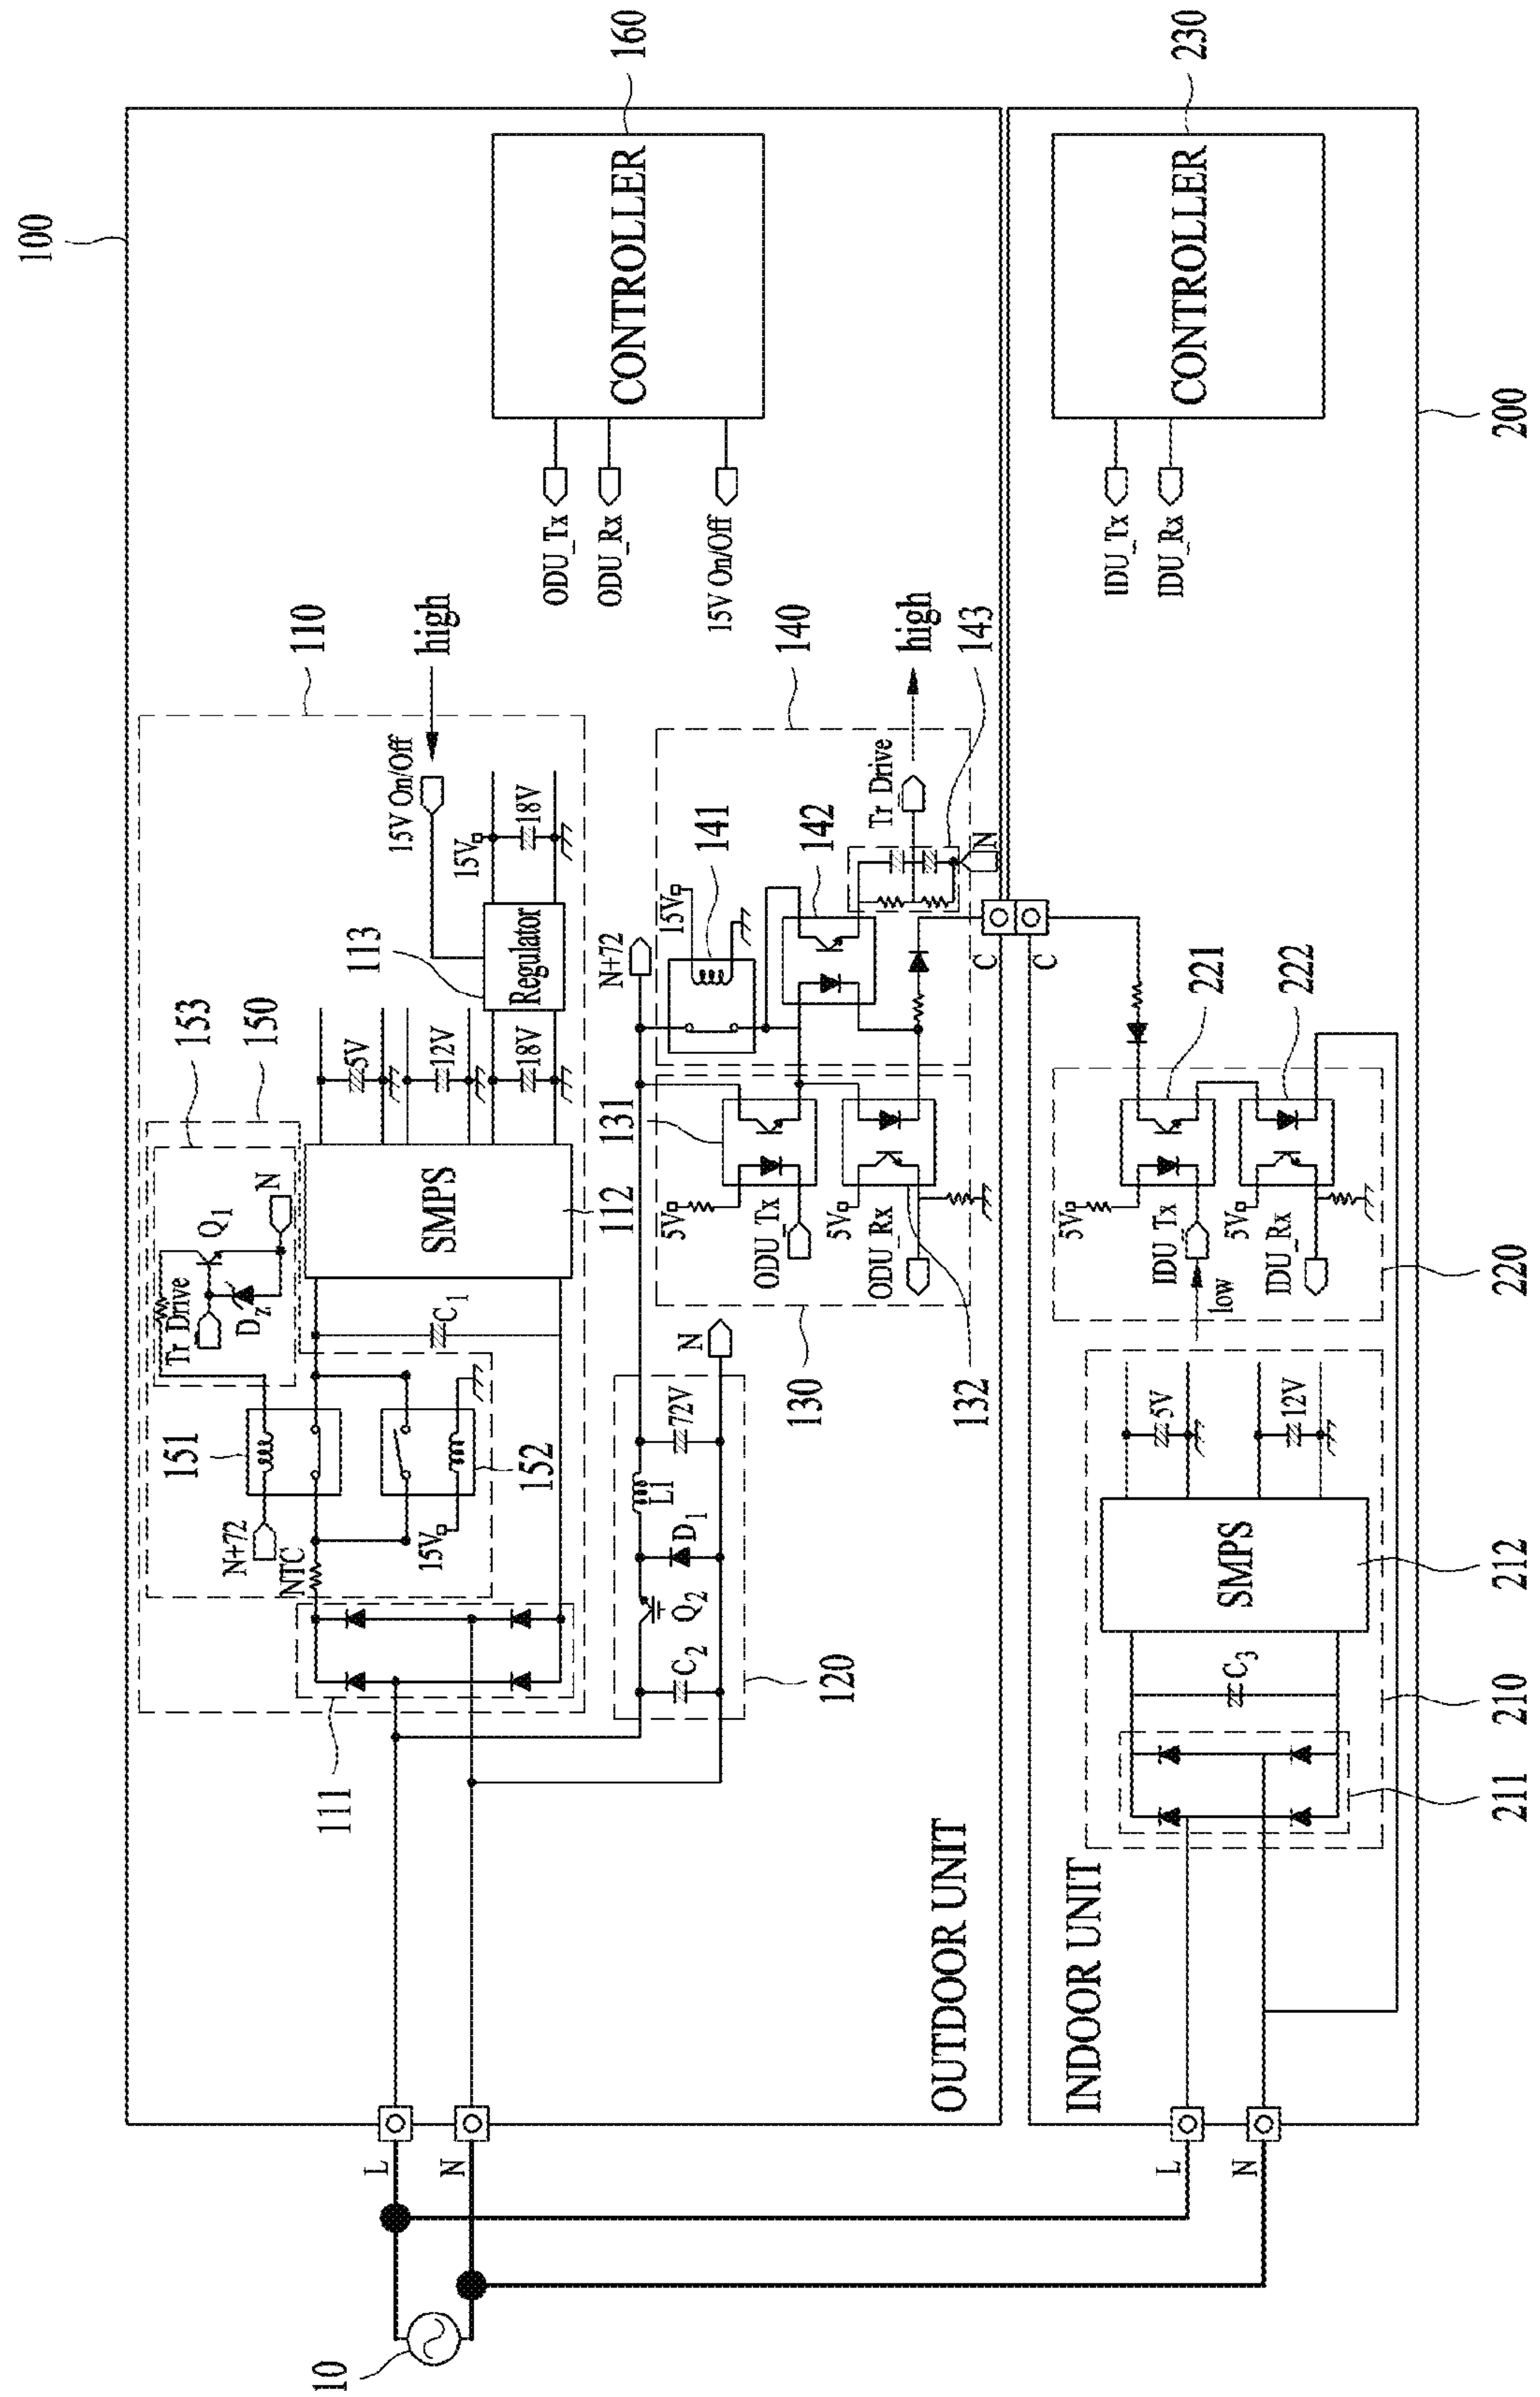 100
OUTDOOR UNIT
110
150
153
Tr_Drive
Q1
DZ
N
151
N+72
NTC
152
15V
C1
111
SMPS
112
5V
12V
18V
113
Regulator
15V
18V
15V On/Off
high
120
C2
Q2
D1
L1
72V
N
N+72
130
131
5V
ODU_Tx
5V
ODU_Rx
132
140
141
15V
142
Tr_Drive
high
143
N
C
160
CONTROLLER
ODU_Tx
ODU_Rx
15V On/Off
10
L
N
L
N
INDOOR UNIT
200
210
211
C3
SMPS
212
5V
12V
220
221
222
5V
IDU_Tx
low
5V
IDU_Rx
C
230
CONTROLLER
IDU_Tx
IDU_Rx